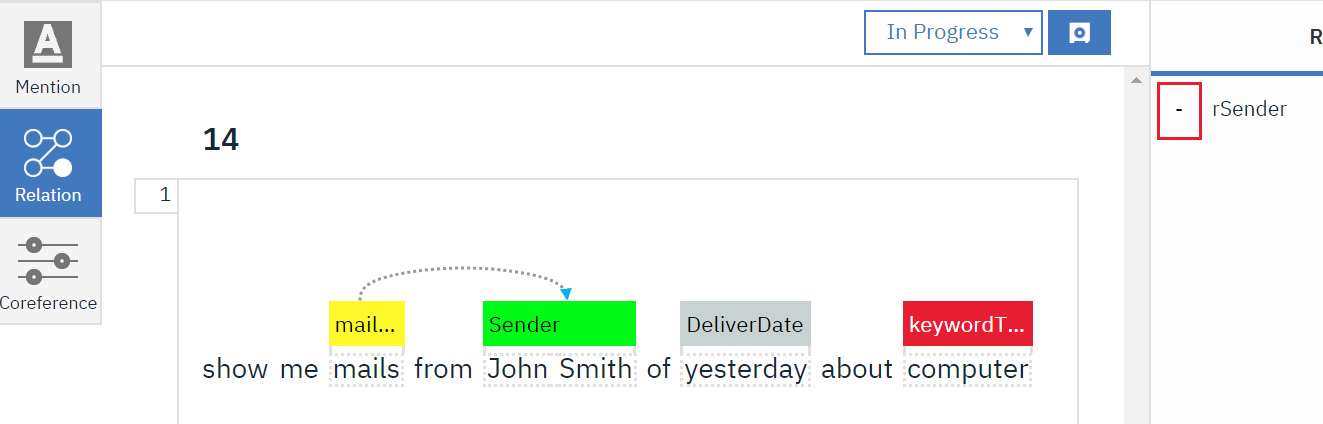 A
Mention
Relation
Coreference
In Progress
R
- rSender
14
1
mail... Sender DeliverDate keywordT...
show me mails from John Smith of yesterday about computer